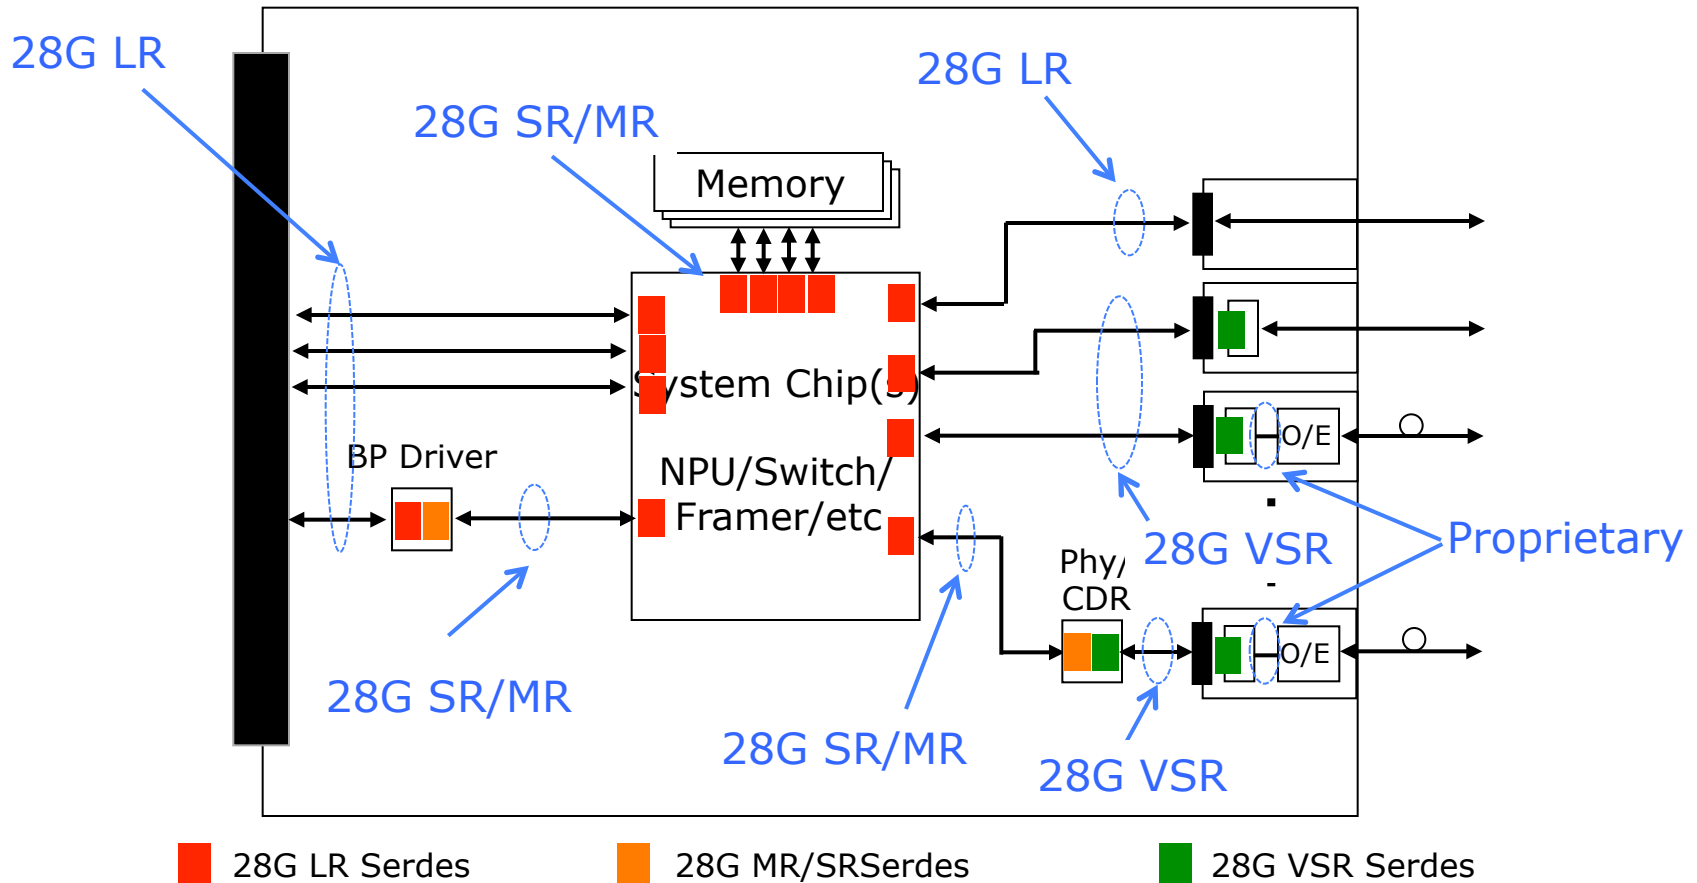 28G LR
28G LR
28G SR/MR
Memory
System Chip(s)
BP Driver
NPU/Switch/
Framer/etc
O/E
28G VSR
Proprietary
Phy/
CDR
O/E
28G SR/MR
28G SR/MR
28G VSR
28G LR Serdes
28G MR/SRSerdes
28G VSR Serdes